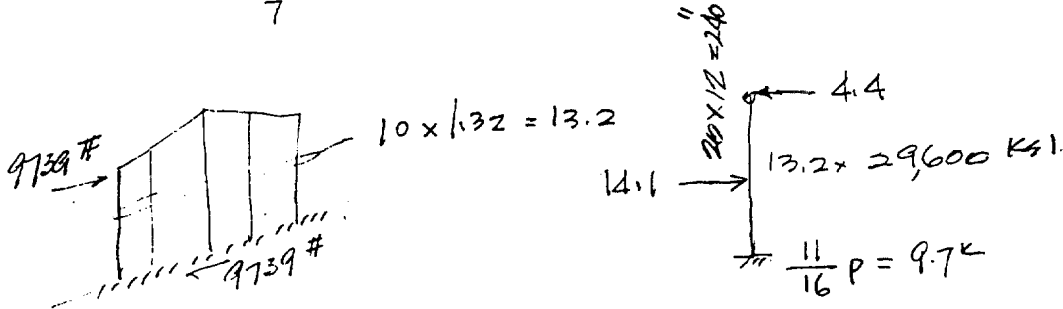 7
9739 #
10 x 1.32 = 13.2
9739 #
20 x 12 = 240"
4.4
14.1
13.2 x 29,600 KSI.
11/16 P = 9.7 K